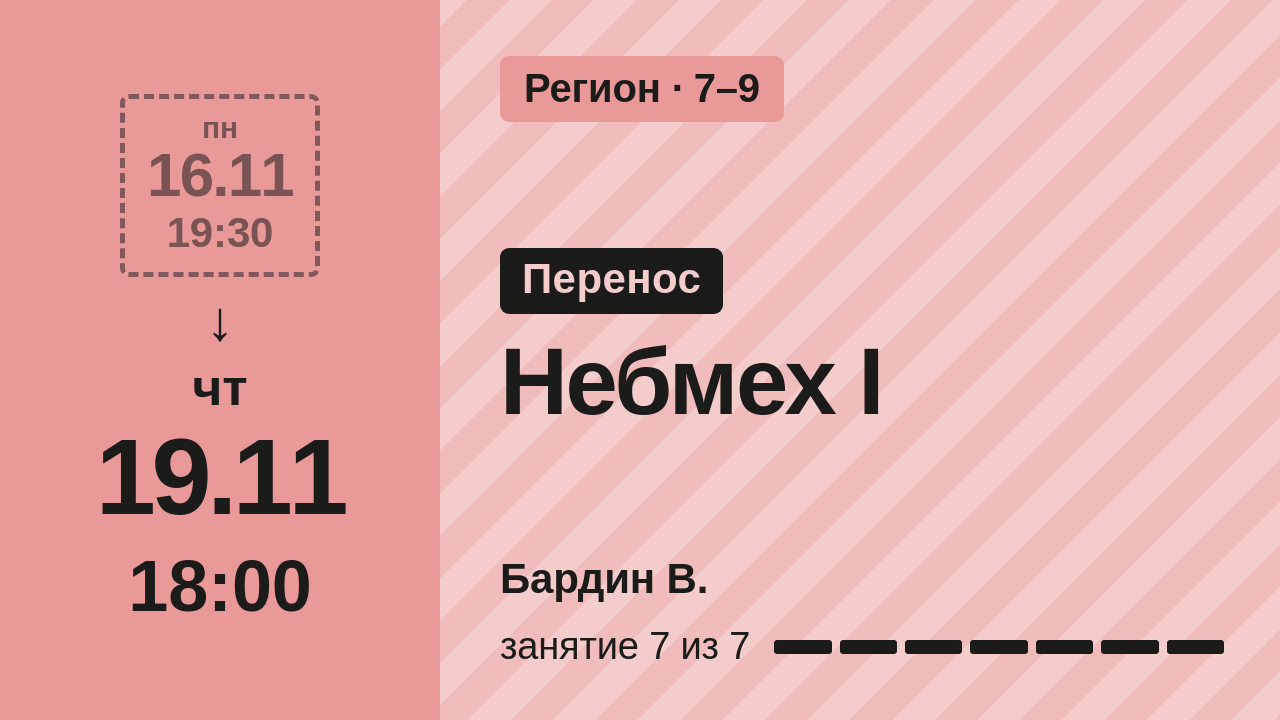 пн
16.11
19:30
↓
чт
19.11
18:00
Регион · 7–9
Перенос
Небмех I
Бардин В.
занятие 7 из 7